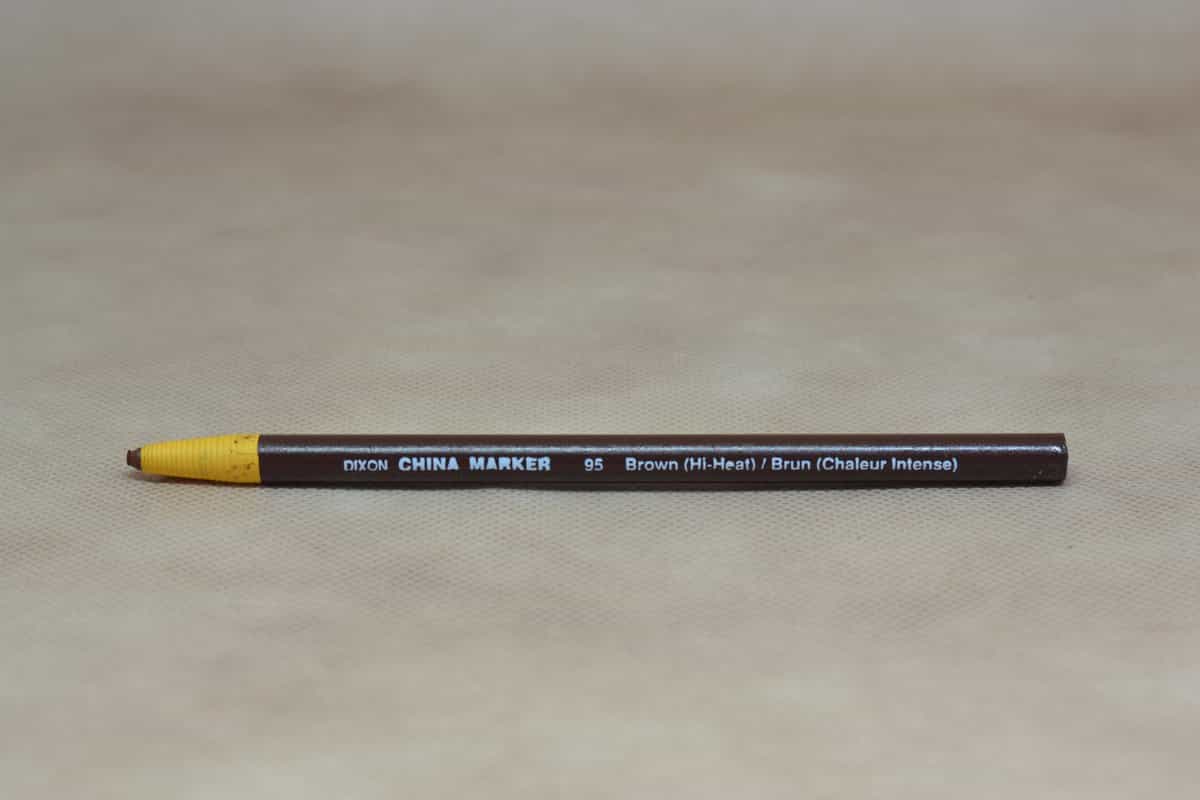 DIXON CHINA MARKER 95 Brown (Hi-Heat) / Brun (Chaleur Intense)